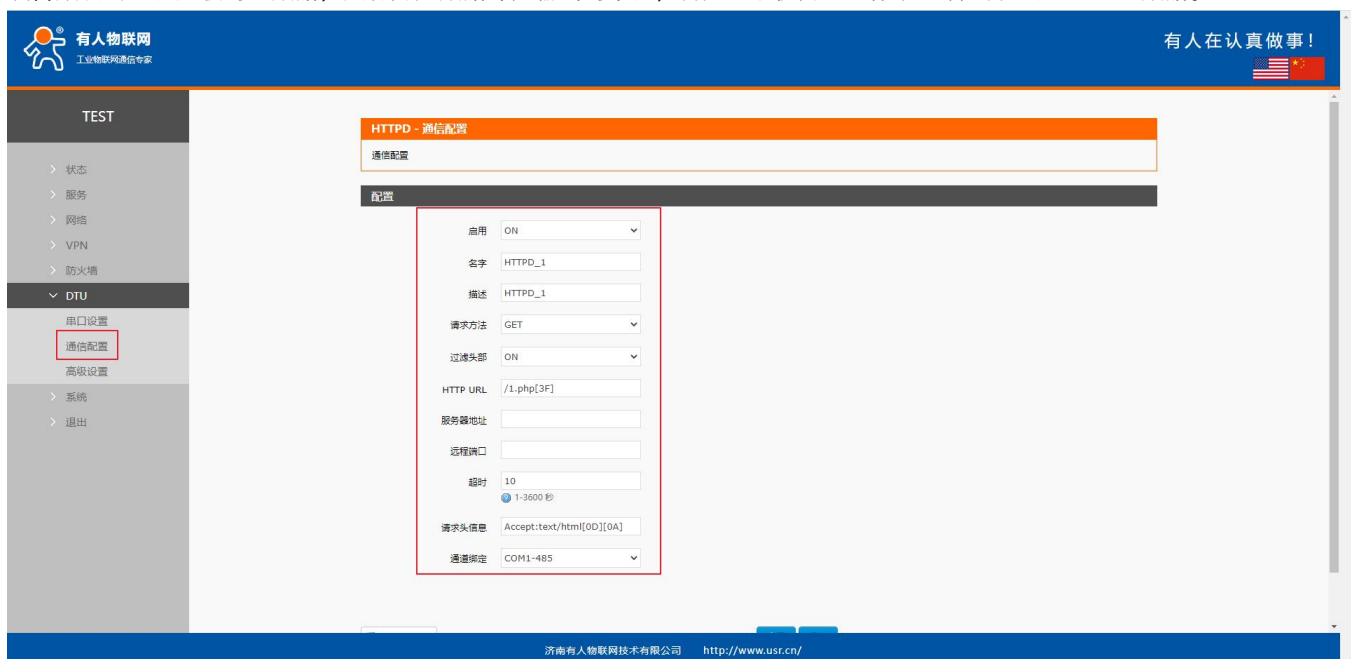 有人物联网
工业物联网通信专家
有人在认真做事!
TEST
状态
服务
网络
VPN
防火墙
DTU
串口设置
通信配置
高级设置
系统
退出
HTTPD - 通信配置
通信配置
配置
启用 ON
名字 HTTPD_1
描述 HTTPD_1
请求方法 GET
过滤头部 ON
HTTP URL /1.php[3F]
服务器地址
远程端口
超时 10
1-3600 秒
请求头信息 Accept:text/html[0D][0A]
通道绑定 COM1-485
济南有人物联网技术有限公司 http://www.usr.cn/